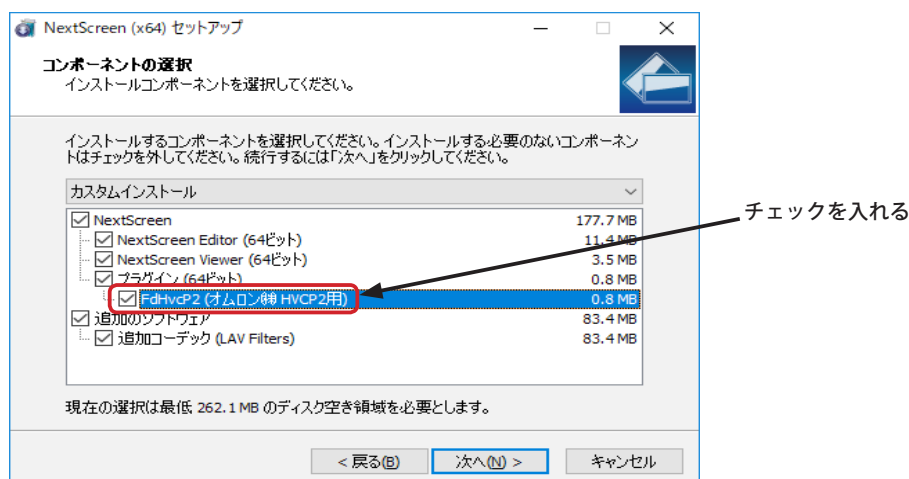 NextScreen (x64) セットアップ
コンポーネントの選択
インストールコンポーネントを選択してください。
インストールするコンポーネントを選択してください。インストールする必要のないコンポーネン
トはチェックを外してください。続行するには「次へ」をクリックしてください。
カスタムインストール
NextScreen 177.7 MB
NextScreen Editor (64ビット) 11.4 MB
NextScreen Viewer (64ビット) 3.5 MB
プラグイン (64ビット) 0.8 MB
FdHvcP2 (オムロン㈱ HVCP2用) 0.8 MB
追加のソフトウェア 83.4 MB
追加コーデック (LAV Filters) 83.4 MB
チェックを入れる
現在の選択は最低 262.1 MB のディスク空き領域を必要とします。
< 戻る(B) 次へ(N) > キャンセル